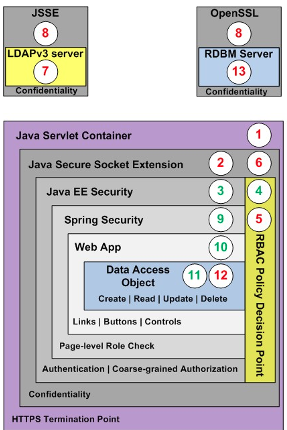 JSSE
8
LDAPv3 server
7
Confidentiality
OpenSSL
8
RDBM Server
13
Confidentiality
Java Servlet Container 1
Java Secure Socket Extension 2 6
Java EE Security 3 4
Spring Security 9 5
Web App 10
Data Access
Object
11 12
Create | Read | Update | Delete
Links | Buttons | Controls
Page-level Role Check
Authentication | Coarse-grained Authorization
RBAC Policy Decision Point
Confidentiality
HTTPS Termination Point